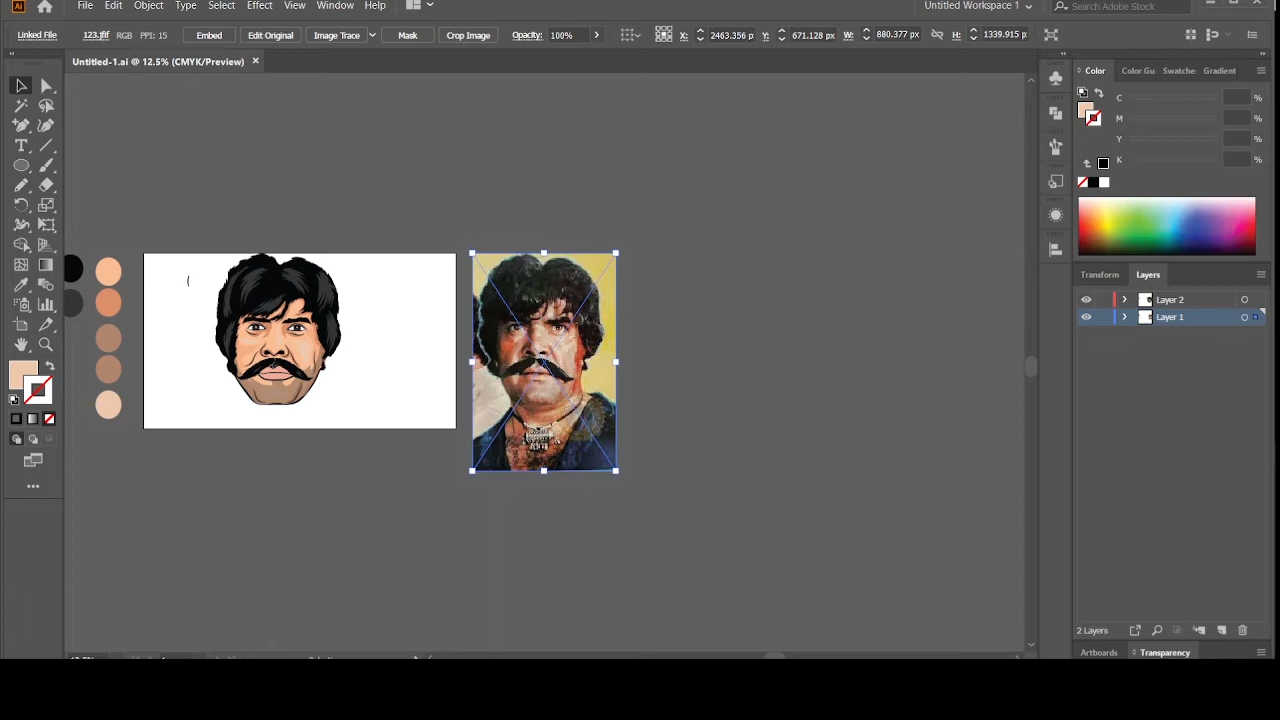 Ai File Edit Object Type Select Effect View Window Help Untitled Workspace 1 Search Adobe Stock
Linked File 123.jfif RGB PPI: 15 Embed Edit Original Image Trace Mask Crop Image Opacity: 100% X: 2463.356 p Y: 671.128 p W: 880.377 px H: 1339.915 p
Untitled-1.ai @ 12.5% (CMYK/Preview)
Color Color Gu Swatche Gradient
C %
M %
Y %
K %
Transform Layers
Layer 2
Layer 1
2 Layers
Artboards Transparency